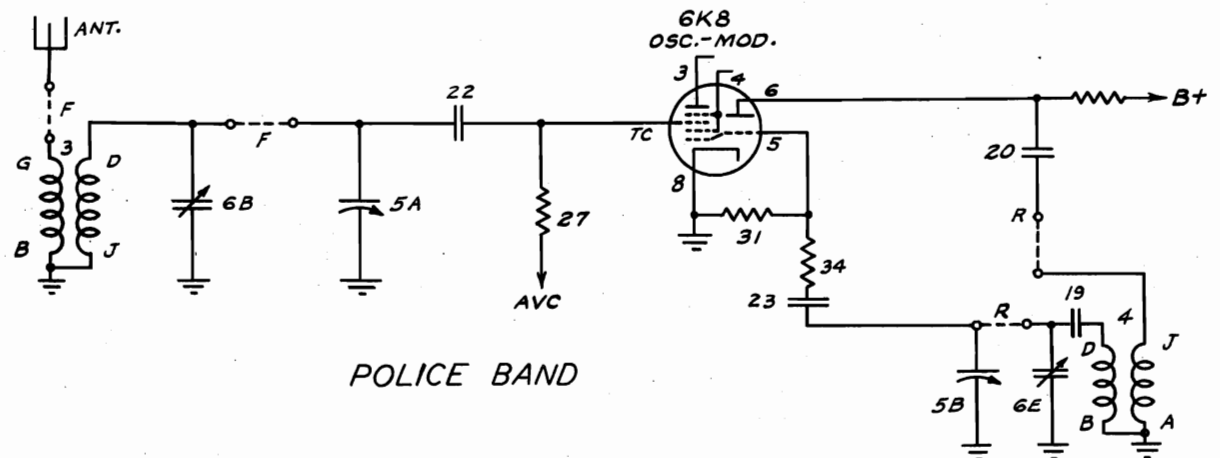 ANT.
6K8
OSC.-MOD.
3
4
6
B+
22
TC
5
F
F
3
G
D
20
8
R
6B
5A
27
31
B
J
34
AVC
23
R
19
4
D
J
POLICE BAND
5B
6E
B
A